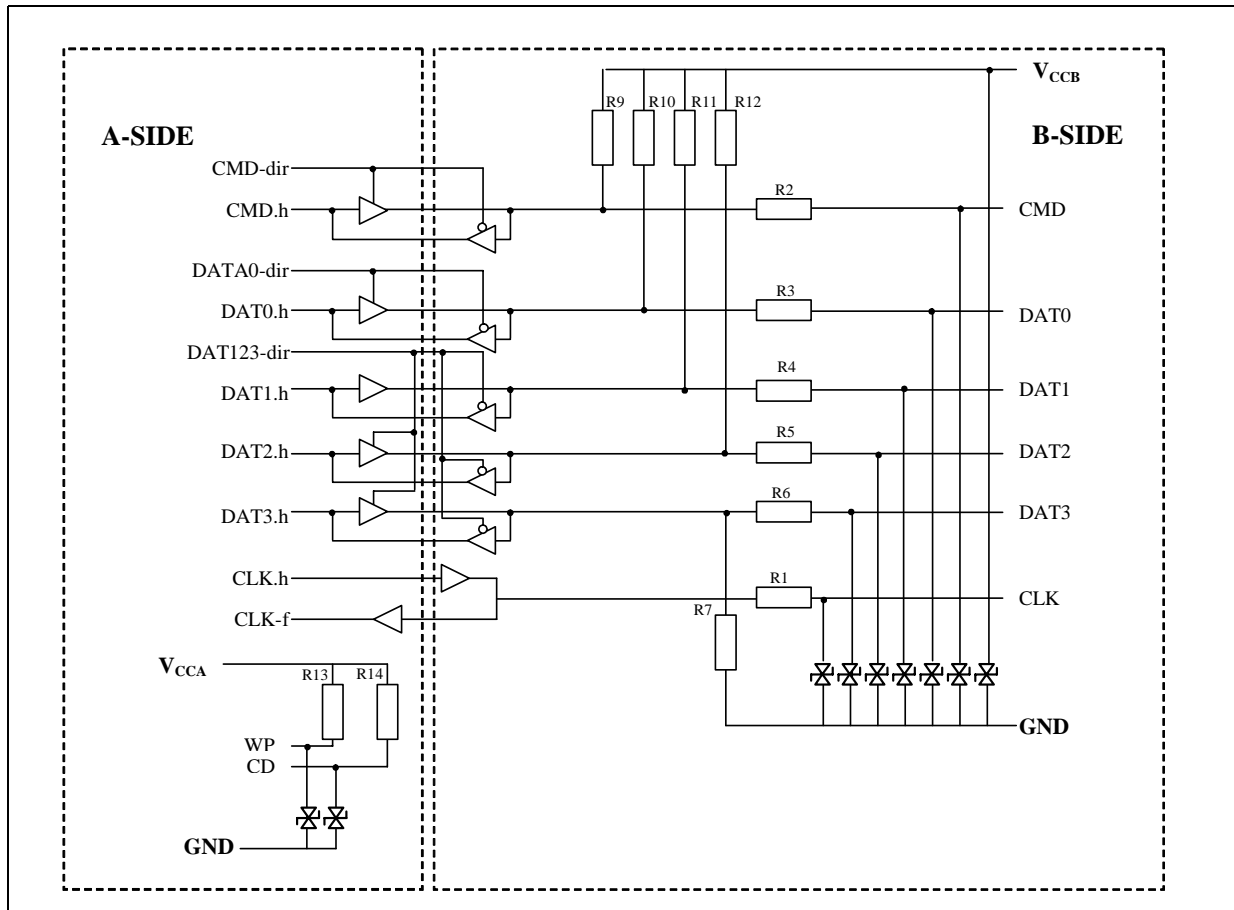 V_CCB
R9 R10 R11 R12
A-SIDE
B-SIDE
CMD-dir
R2
CMD.h
CMD
DATA0-dir
R3
DAT0.h
DAT0
DAT123-dir
R4
DAT1.h
DAT1
R5
DAT2.h
DAT2
R6
DAT3.h
DAT3
CLK.h
R1
CLK
CLK-f
R7
V_CCA
R13 R14
GND
WP
CD
GND